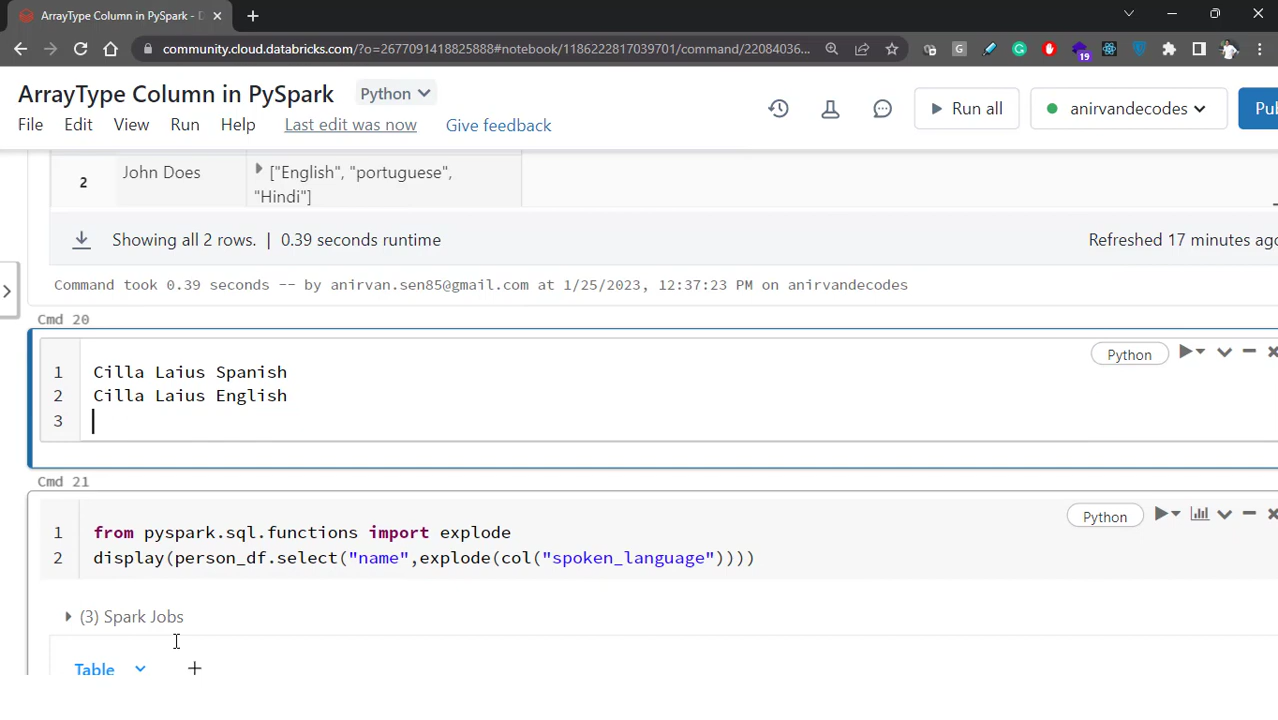 ArrayType Column in PySpark - D
community.cloud.databricks.com/?o=2677091418825888#notebook/1186222817039701/command/22084036...
G
19
ArrayType Column in PySpark Python
File Edit View Run Help Last edit was now Give feedback
Run all
anirvandecodes
Pu
2 John Does ["English", "portuguese",
"Hindi"]
Showing all 2 rows. | 0.39 seconds runtime
Refreshed 17 minutes ago
Command took 0.39 seconds -- by anirvan.sen85@gmail.com at 1/25/2023, 12:37:23 PM on anirvandecodes
Cmd 20
Python
1 Cilla Laius Spanish
2 Cilla Laius English
3
Cmd 21
Python
1 from pyspark.sql.functions import explode
2 display(person_df.select("name",explode(col("spoken_language"))))
(3) Spark Jobs
Table +